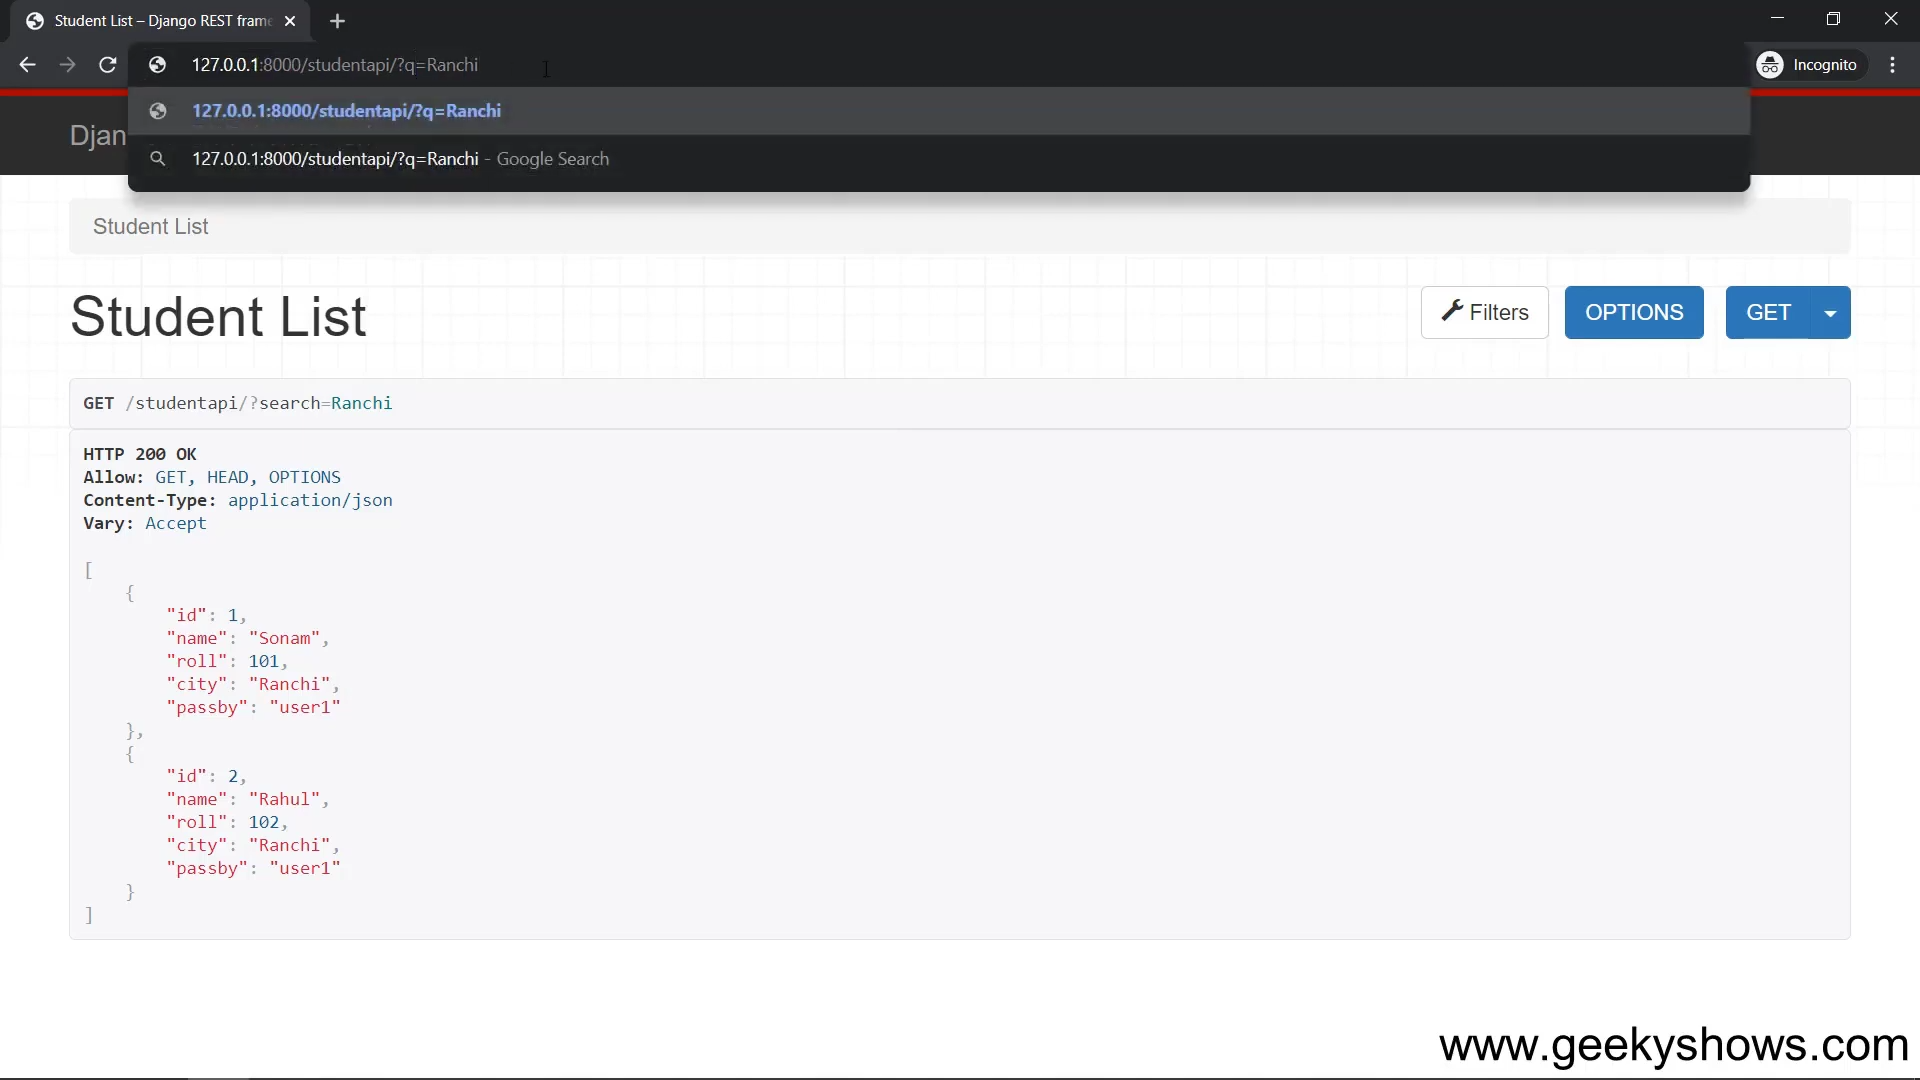 Student List – Django REST frame
127.0.0.1:8000/studentapi/?q=Ranchi
Incognito
127.0.0.1:8000/studentapi/?q=Ranchi
127.0.0.1:8000/studentapi/?q=Ranchi - Google Search
Djan
Student List
Student List
Filters
OPTIONS
GET
GET /studentapi/?search=Ranchi
HTTP 200 OK
Allow: GET, HEAD, OPTIONS
Content-Type: application/json
Vary: Accept
[
{
"id": 1,
"name": "Sonam",
"roll": 101,
"city": "Ranchi",
"passby": "user1"
},
{
"id": 2,
"name": "Rahul",
"roll": 102,
"city": "Ranchi",
"passby": "user1"
}
]
www.geekyshows.com